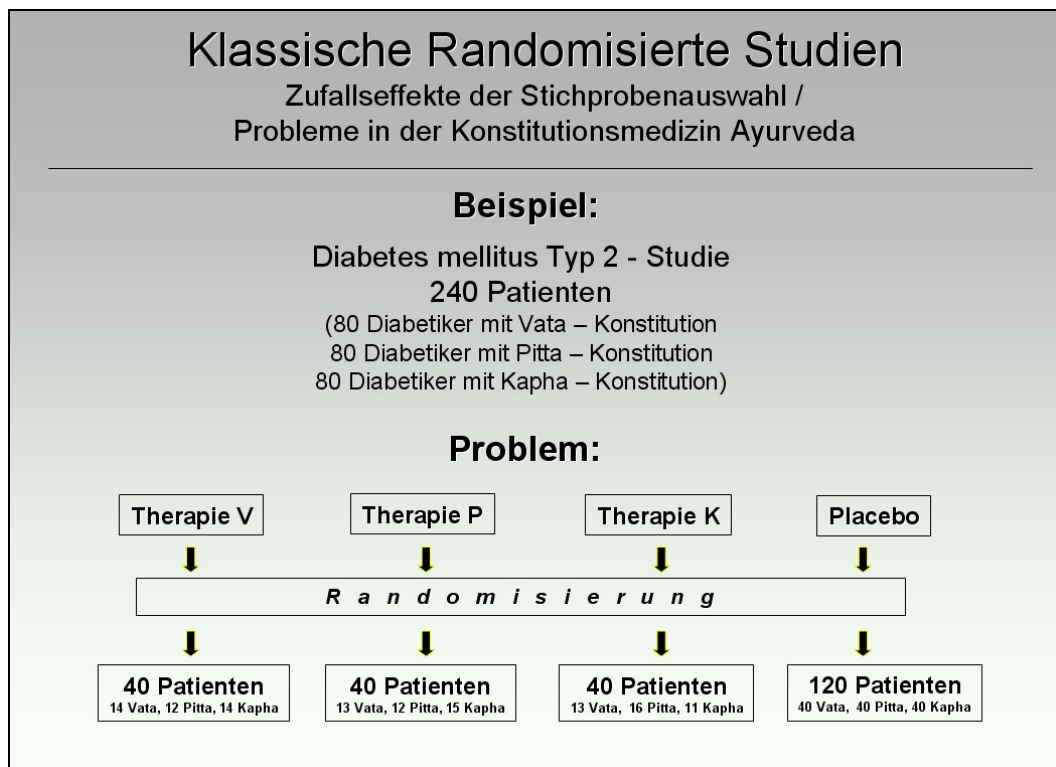 Klassische Randomisierte Studien
Zufallseffekte der Stichprobenauswahl /
Probleme in der Konstitutionsmedizin Ayurveda
Beispiel:
Diabetes mellitus Typ 2 - Studie
240 Patienten
(80 Diabetiker mit Vata – Konstitution
80 Diabetiker mit Pitta – Konstitution
80 Diabetiker mit Kapha – Konstitution)
Problem:
Therapie V
Therapie P
Therapie K
Placebo
Randomisierung
40 Patienten
14 Vata, 12 Pitta, 14 Kapha
40 Patienten
13 Vata, 12 Pitta, 15 Kapha
40 Patienten
13 Vata, 16 Pitta, 11 Kapha
120 Patienten
40 Vata, 40 Pitta, 40 Kapha